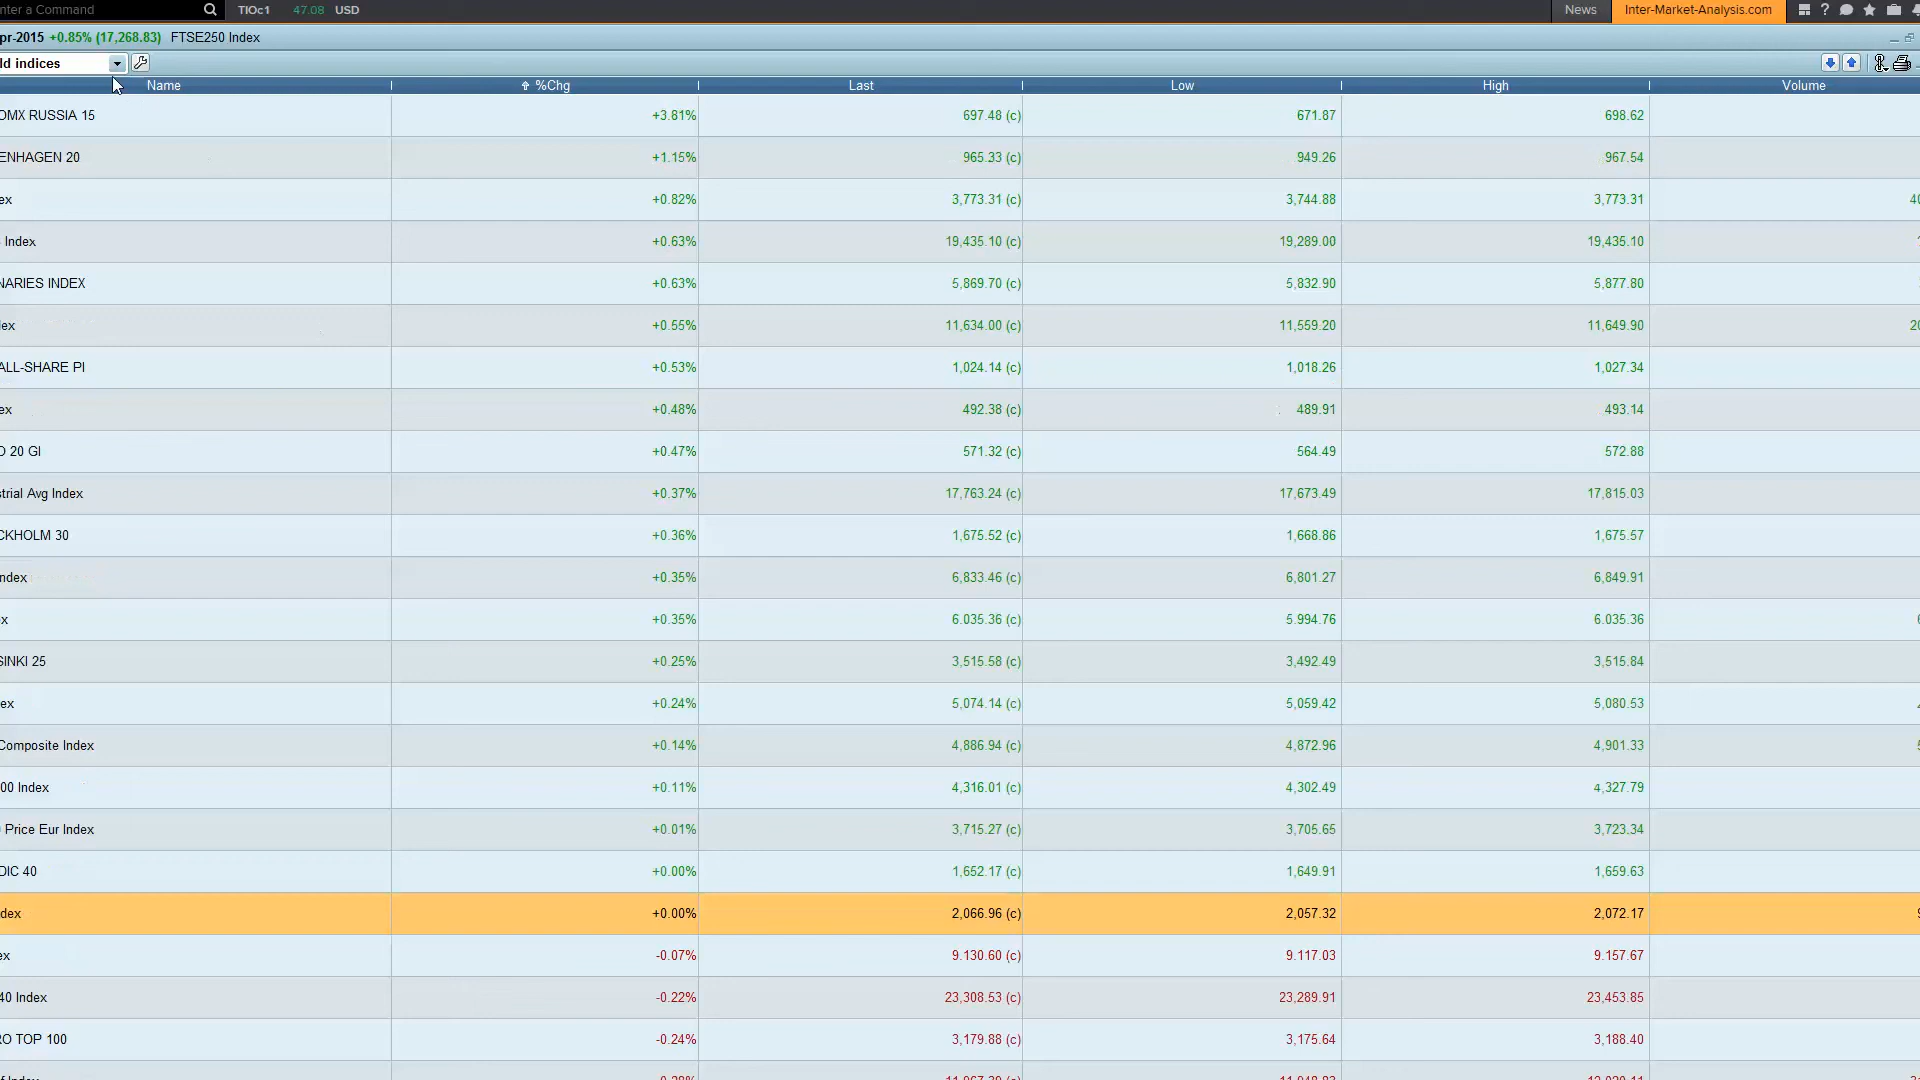 nter a Command TIOc1 47.08 USD News Inter-Market-Analysis.com ?
pr-2015 +0.85% (17,268.83) FTSE250 Index
ld indices
Name %Chg Last Low High Volume
OMX RUSSIA 15 +3.81% 697.48 (c) 671.87 698.62
ENHAGEN 20 +1.15% 965.33 (c) 949.26 967.54
ex +0.82% 3,773.31 (c) 3,744.88 3,773.31 40
Index +0.63% 19,435.10 (c) 19,289.00 19,435.10
NARIES INDEX +0.63% 5,869.70 (c) 5,832.90 5,877.80
lex +0.55% 11,634.00 (c) 11,559.20 11,649.90 20
ALL-SHARE PI +0.53% 1,024.14 (c) 1,018.26 1,027.34
ex +0.48% 492.38 (c) 489.91 493.14
O 20 GI +0.47% 571.32 (c) 564.49 572.88
strial Avg Index +0.37% 17,763.24 (c) 17,673.49 17,815.03
CKHOLM 30 +0.36% 1,675.52 (c) 1,668.86 1,675.57
ndex +0.35% 6,833.46 (c) 6,801.27 6,849.91
x +0.35% 6.035.36 (c) 5.994.76 6.035.36
SINKI 25 +0.25% 3,515.58 (c) 3,492.49 3,515.84
ex +0.24% 5,074.14 (c) 5,059.42 5,080.53
Composite Index +0.14% 4,886.94 (c) 4,872.96 4,901.33
00 Index +0.11% 4,316.01 (c) 4,302.49 4,327.79
Price Eur Index +0.01% 3,715.27 (c) 3,705.65 3,723.34
DIC 40 +0.00% 1,652.17 (c) 1,649.91 1,659.63
dex +0.00% 2,066.96 (c) 2,057.32 2,072.17
ex -0.07% 9.130.60 (c) 9.117.03 9.157.67
40 Index -0.22% 23,308.53 (c) 23,289.91 23,453.85
RO TOP 100 -0.24% 3,179.88 (c) 3,175.64 3,188.40